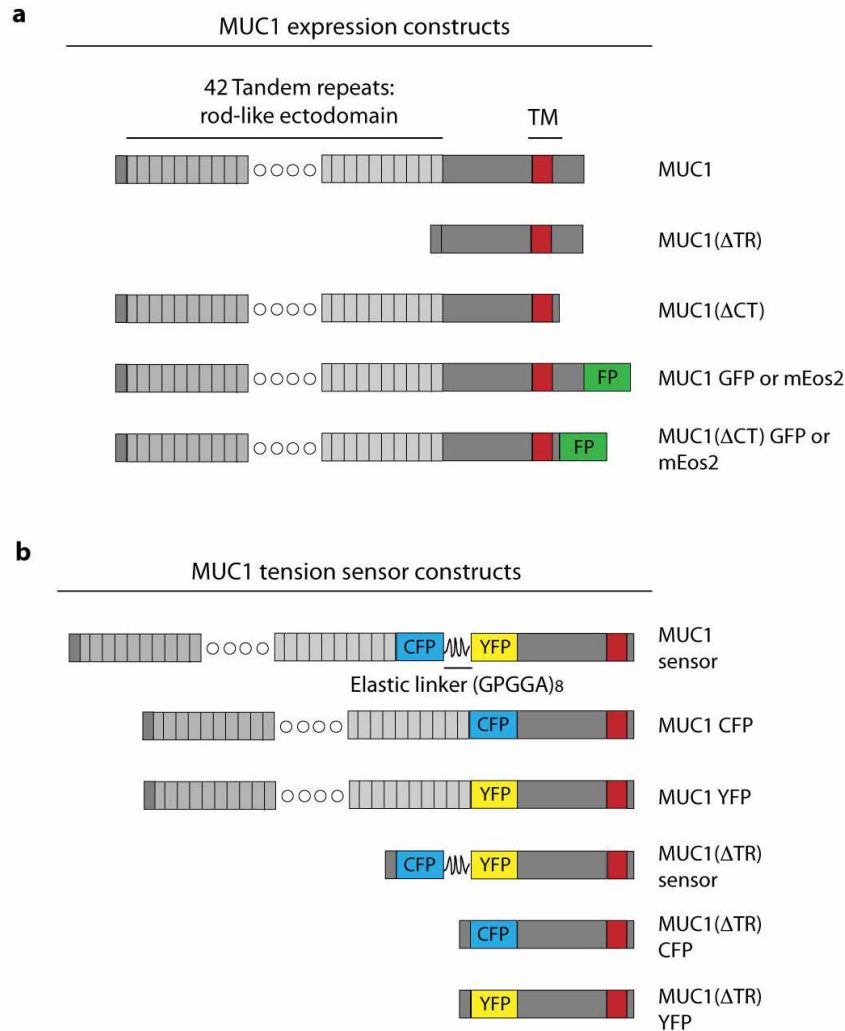 a
MUC1 expression constructs
42 Tandem repeats:
rod-like ectodomain
TM
MUC1
MUC1(ΔTR)
MUC1(ΔCT)
FP
MUC1 GFP or mEos2
FP
MUC1(ΔCT) GFP or
mEos2
b
MUC1 tension sensor constructs
CFP
YFP
MUC1
sensor
Elastic linker (GPGGA)8
CFP
MUC1 CFP
YFP
MUC1 YFP
CFP
YFP
MUC1(ΔTR)
sensor
CFP
MUC1(ΔTR)
CFP
YFP
MUC1(ΔTR)
YFP